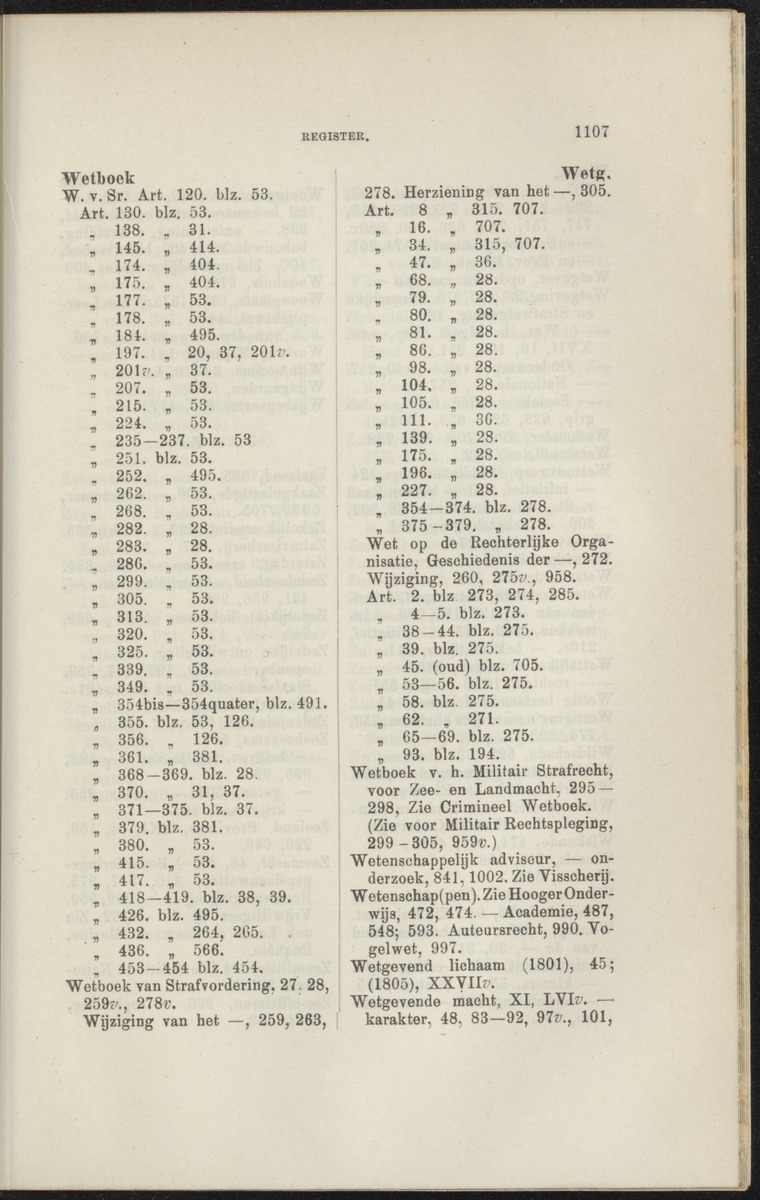 REGISTER.
1107
Wetboek
W. v. Sr. Art. 120. blz. 53.
Art. 130. blz. 53.
„ 138. „ 31.
„ 145. „ 414.
„ 174. „ 404.
„ 175. „ 404.
„ 177. „ 53.
„ 178. „ 53.
„ 184. „ 495.
„ 197. „ 20, 37, 201v.
„ 201v. „ 37.
„ 207. „ 53.
„ 215. „ 53.
„ 224. „ 53.
„ 235—237. blz. 53
„ 251. blz. 53.
„ 252. „ 495.
„ 262. „ 53.
„ 268. „ 53.
„ 282. „ 28.
„ 283. „ 28.
„ 286. „ 53.
„ 299. „ 53.
„ 305. „ 53.
„ 313. „ 53.
„ 320. „ 53.
„ 325. „ 53.
„ 339. „ 53.
„ 349. „ 53.
„ 354bis—354quater, blz. 491.
„ 355. blz. 53, 126.
„ 356. „ 126.
„ 361. „ 381.
„ 368—369. blz. 28.
„ 370. „ 31, 37.
„ 371—375. blz. 37.
„ 379. blz. 381.
„ 380. „ 53.
„ 415. „ 53.
„ 417. „ 53.
„ 418—419. blz. 38, 39.
„ 426. blz. 495.
„ 432. „ 264, 265.
„ 436. „ 566.
„ 453—454 blz. 454.
Wetboek van Strafvordering, 27. 28,
259v., 278v.
Wijziging van het —, 259, 263,
Wetg.
278. Herziening van het —, 305.
Art. 8 „ 315. 707.
„ 16. „ 707.
„ 34. „ 315, 707.
„ 47. „ 36.
„ 68. „ 28.
„ 79. „ 28.
„ 80. „ 28.
„ 81. „ 28.
„ 86. „ 28.
„ 98. „ 28.
„ 104. „ 28.
„ 105. „ 28.
„ 111. „ 36.
„ 139. „ 28.
„ 175. „ 28.
„ 196. „ 28.
„ 227. „ 28.
„ 354—374. blz. 278.
„ 375—379. „ 278.
Wet op de Rechterlijke Orga-
nisatie, Geschiedenis der —, 272.
Wijziging, 260, 275v., 958.
Art. 2. blz 273, 274, 285.
„ 4—5. blz. 273.
„ 38—44. blz. 275.
„ 39. blz. 275.
„ 45. (oud) blz. 705.
„ 53—56. blz. 275.
„ 58. blz. 275.
„ 62. „ 271.
„ 65—69. blz. 275.
„ 93. blz. 194.
Wetboek v. h. Militair Strafrecht,
voor Zee- en Landmacht, 295—
298, Zie Crimineel Wetboek.
(Zie voor Militair Rechtspleging,
299-305, 959v.)
Wetenschappelijk adviseur, — on-
derzoek, 841, 1002. Zie Visscherij.
Wetenschap(pen). Zie Hooger Onder-
wijs, 472, 474. — Academie, 487,
548; 593. Auteursrecht, 990. Vo-
gelwet, 997.
Wetgevend lichaam (1801), 45;
(1805), XXVIIv.
Wetgevende macht, XI, LVIv. —
karakter, 48, 83—92, 97v., 101,